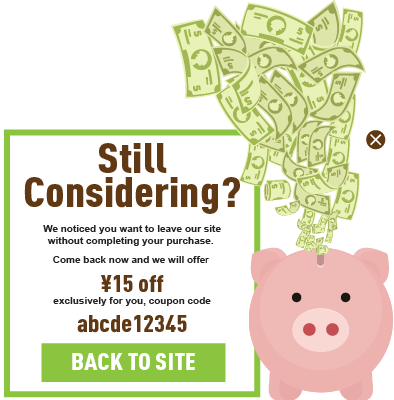 Still
Considering?
We noticed you want to leave our site
without completing your purchase.
Come back now and we will offer
¥15 off
exclusively for you, coupon code
abcde12345
BACK TO SITE